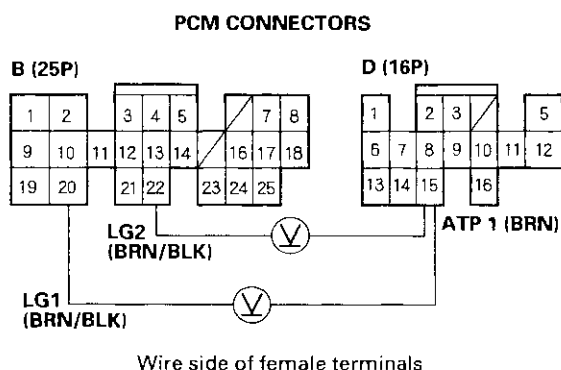 PCM CONNECTORS
B (25P)
D (16P)
1 2 3 4 5 7 8
9 10 11 12 13 14 16 17 18
19 20 21 22 23 24 25
1 2 3 5
6 7 8 9 10 11 12
13 14 15 16
LG2
(BRN/BLK)
V
ATP 1 (BRN)
LG1
(BRN/BLK)
V
Wire side of female terminals